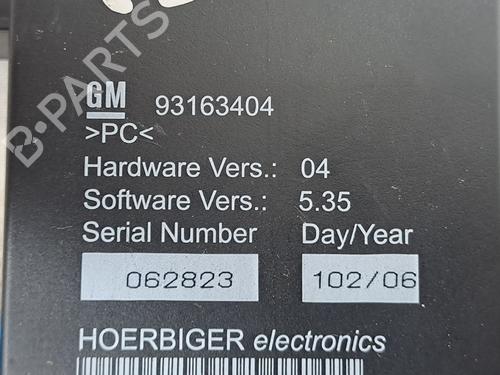 GM 93163404
>PC<
Hardware Vers.: 04
Software Vers.: 5.35
Serial Number Day/Year
062823 102/06
HOERBIGER electronics
B-PARTS